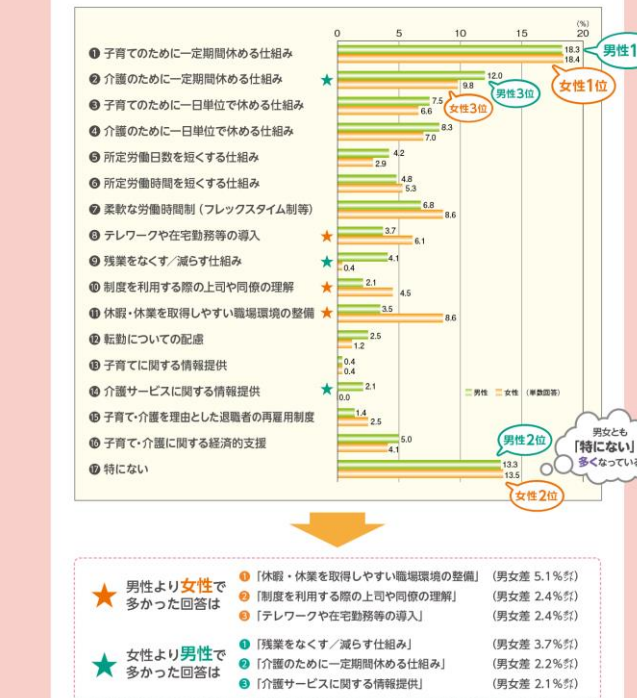 (%)
0 5 10 15 20
❶ 子育てのために一定期間休める仕組み 18.3 18.4 男性1
女性1位
❷ 介護のために一定期間休める仕組み ★ 12.0 9.8 男性3位
❸ 子育てのために一日単位で休める仕組み 7.5 6.6 女性3位
❹ 介護のために一日単位で休める仕組み 8.3 7.0
❺ 所定労働日数を短くする仕組み 4.2 2.9
❻ 所定労働時間を短くする仕組み 4.8 5.3
❼ 柔軟な労働時間制（フレックスタイム制等） 6.8 8.6
❽ テレワークや在宅勤務等の導入 ★ 3.7 6.1
❾ 残業をなくす／減らす仕組み ★ 4.1 0.4
❿ 制度を利用する際の上司や同僚の理解 ★ 2.1 4.5
⓫ 休暇・休業を取得しやすい職場環境の整備 ★ 3.5 8.6
⓬ 転勤についての配慮 2.5 1.2
⓭ 子育てに関する情報提供 0.4 0.4
⓮ 介護サービスに関する情報提供 ★ 2.1 0.0
男性 女性 （単数回答）
⓯ 子育て・介護を理由とした退職者の再雇用制度 1.4 2.5
⓰ 子育て・介護に関する経済的支援 5.0 4.1
男性2位
⓱ 特にない 13.3 13.5
女性2位
男女とも
「特にない」
多くなっている
★ 男性より女性で
多かった回答は
❶「休暇・休業を取得しやすい職場環境の整備」 （男女差 5.1％㌽）
❷「制度を利用する際の上司や同僚の理解」 （男女差 2.4％㌽）
❸「テレワークや在宅勤務等の導入」 （男女差 2.4％㌽）
★ 女性より男性で
多かった回答は
❶「残業をなくす／減らす仕組み」 （男女差 3.7％㌽）
❷「介護のために一定期間休める仕組み」 （男女差 2.2％㌽）
❸「介護サービスに関する情報提供」 （男女差 2.1％㌽）